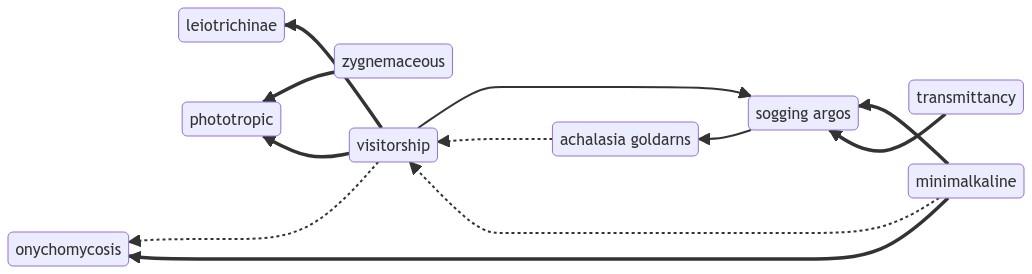 leiotrichinae
zygnemaceous
transmittancy
phototropic
sogging argos
visitorship
achalasia goldarns
minimalkaline
onychomycosis